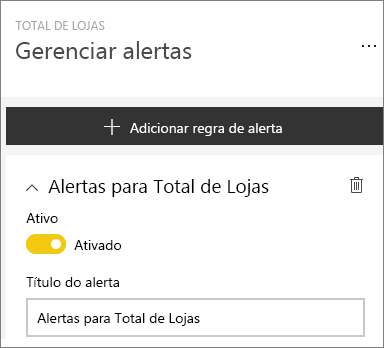 TOTAL DE LOJAS
Gerenciar alertas
Adicionar regra de alerta
Alertas para Total de Lojas
Ativo
Ativado
Título do alerta
Alertas para Total de Lojas